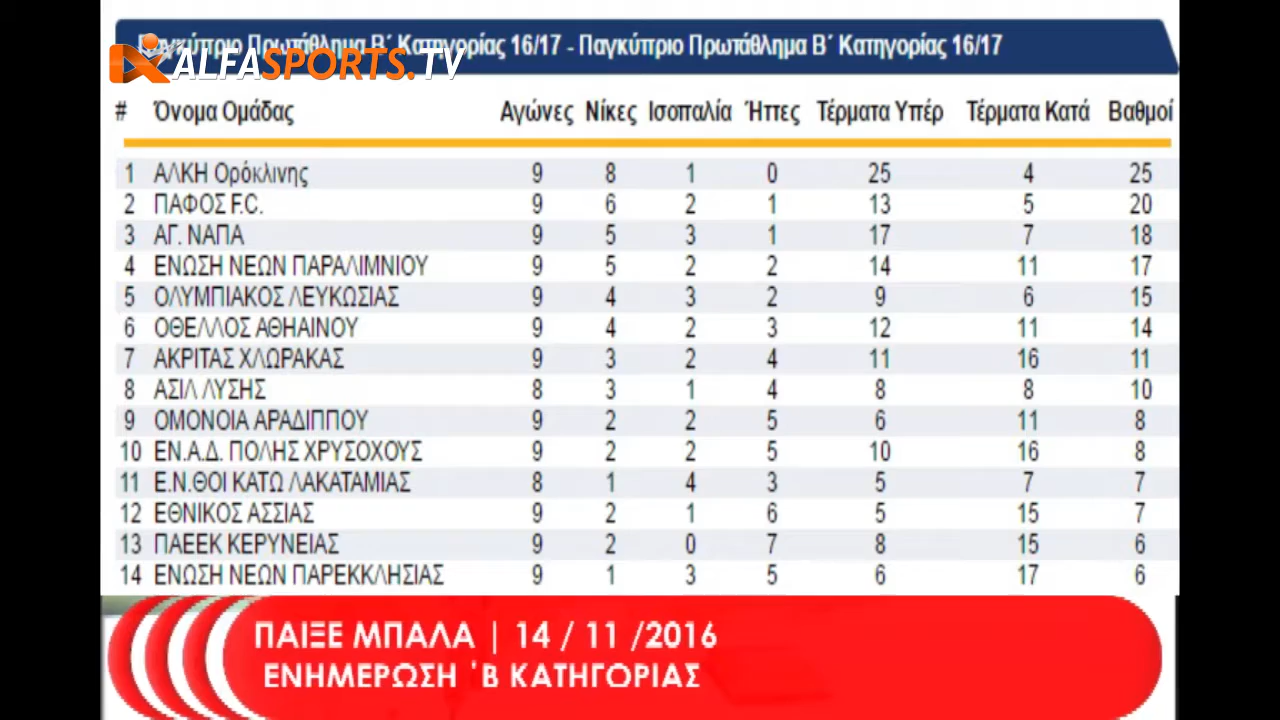 Παγκύπριο Πρωτάθλημα Β΄ Κατηγορίας 16/17 - Παγκύπριο Πρωτάθλημα Β΄ Κατηγορίας 16/17
ALFASPORTS.TV
# Όνομα Ομάδας Αγώνες Νίκες Ισοπαλία Ήττες Τέρματα Υπέρ Τέρματα Κατά Βαθμοί
1 ΑΛΚΗ Ορόκλινης 9 8 1 0 25 4 25
2 ΠΑΦΟΣ F.C. 9 6 2 1 13 5 20
3 ΑΓ. ΝΑΠΑ 9 5 3 1 17 7 18
4 ΕΝΩΣΗ ΝΕΩΝ ΠΑΡΑΛΙΜΝΙΟΥ 9 5 2 2 14 11 17
5 ΟΛΥΜΠΙΑΚΟΣ ΛΕΥΚΩΣΙΑΣ 9 4 3 2 9 6 15
6 ΟΘΕΛΛΟΣ ΑΘΗΑΙΝΟΥ 9 4 2 3 12 11 14
7 ΑΚΡΙΤΑΣ ΧΛΩΡΑΚΑΣ 9 3 2 4 11 16 11
8 ΑΣΙΛ ΛΥΣΗΣ 8 3 1 4 8 8 10
9 ΟΜΟΝΟΙΑ ΑΡΑΔΙΠΠΟΥ 9 2 2 5 6 11 8
10 ΕΝ.Α.Δ. ΠΟΛΗΣ ΧΡΥΣΟΧΟΥΣ 9 2 2 5 10 16 8
11 Ε.Ν.ΘΟΙ ΚΑΤΩ ΛΑΚΑΤΑΜΙΑΣ 8 1 4 3 5 7 7
12 ΕΘΝΙΚΟΣ ΑΣΣΙΑΣ 9 2 1 6 5 15 7
13 ΠΑΕΕΚ ΚΕΡΥΝΕΙΑΣ 9 2 0 7 8 15 6
14 ΕΝΩΣΗ ΝΕΩΝ ΠΑΡΕΚΚΛΗΣΙΑΣ 9 1 3 5 6 17 6
ΠΑΙΞΕ ΜΠΑΛΑ | 14 / 11 /2016
ΕΝΗΜΕΡΩΣΗ ΄Β ΚΑΤΗΓΟΡΙΑΣ